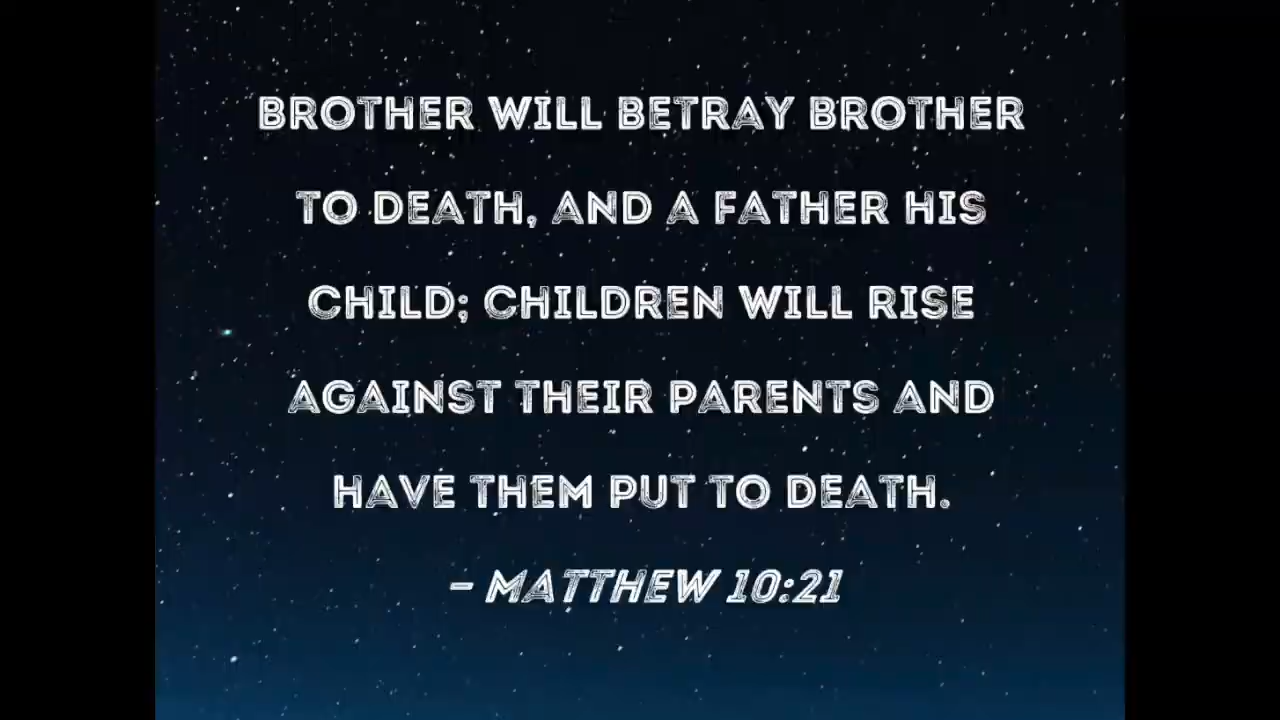 BROTHER WILL BETRAY BROTHER
TO DEATH, AND A FATHER HIS
CHILD; CHILDREN WILL RISE
AGAINST THEIR PARENTS AND
HAVE THEM PUT TO DEATH.
– MATTHEW 10:21